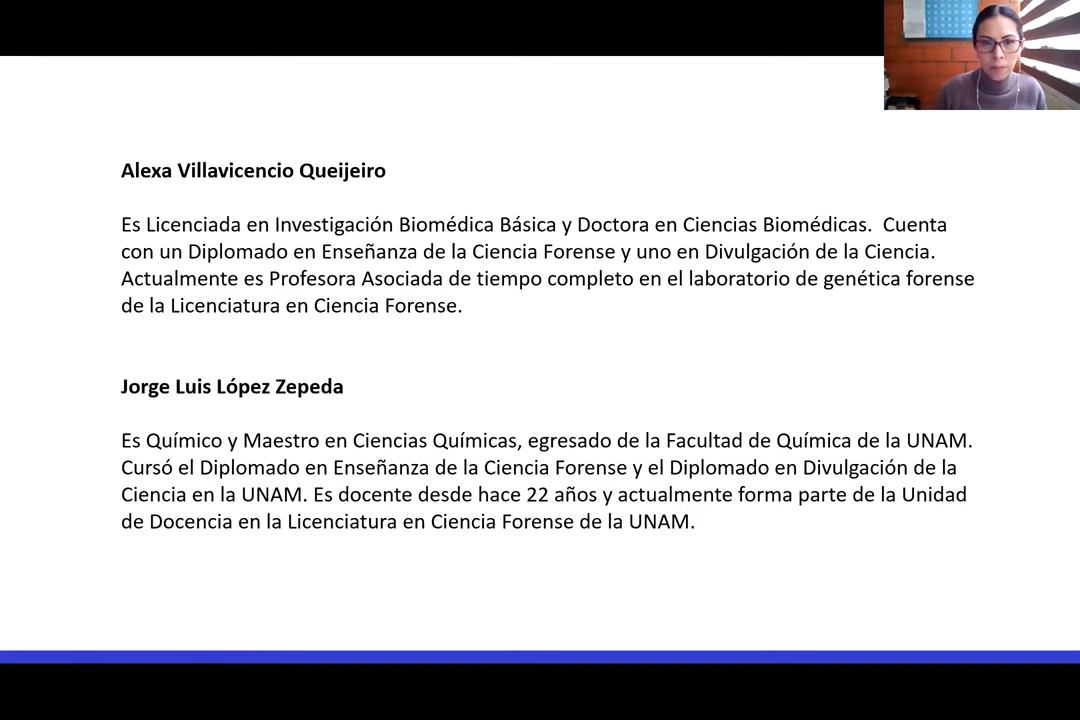 Alexa Villavicencio Queijeiro
Es Licenciada en Investigación Biomédica Básica y Doctora en Ciencias Biomédicas.  Cuenta
con un Diplomado en Enseñanza de la Ciencia Forense y uno en Divulgación de la Ciencia.
Actualmente es Profesora Asociada de tiempo completo en el laboratorio de genética forense
de la Licenciatura en Ciencia Forense.
Jorge Luis López Zepeda
Es Químico y Maestro en Ciencias Químicas, egresado de la Facultad de Química de la UNAM.
Cursó el Diplomado en Enseñanza de la Ciencia Forense y el Diplomado en Divulgación de la
Ciencia en la UNAM. Es docente desde hace 22 años y actualmente forma parte de la Unidad
de Docencia en la Licenciatura en Ciencia Forense de la UNAM.